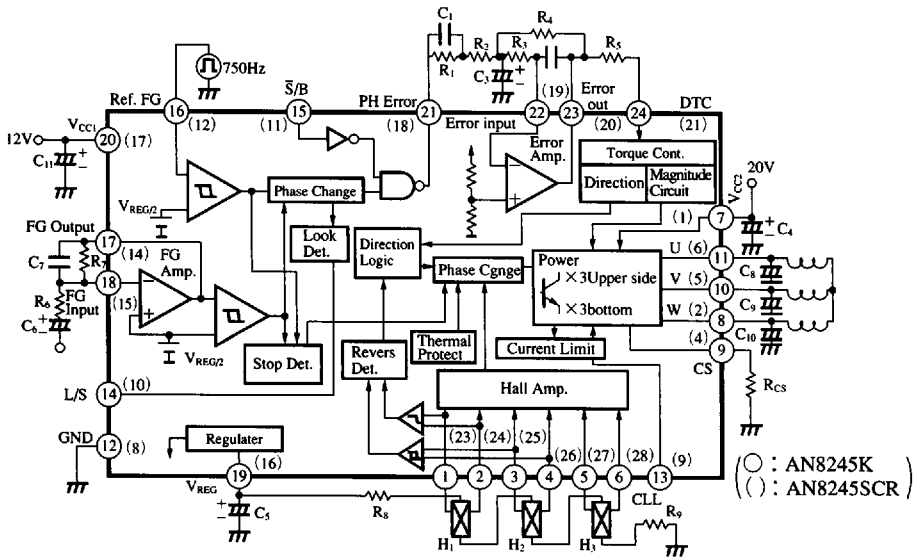 C1
R4
R1
R2
R3
R5
C3
+
−
750Hz
(19)
Ref. FG
S̅/B
PH Error
Error input
Error out
DTC
16
15
21
22
23
24
(12)
(11)
(18)
(20)
(21)
12V
VCC1
20
(17)
C11
+
−
Error Amp.
−
+
Torque Cont.
Direction
Magnitude Circuit
20V
VCC2
7
(1)
+
−
C4
Phase Change
VREG/2
Look Det.
Direction Logic
Phase Cgnge
Power
×3Upper side
×3bottom
U
(6)
11
C8
V
(5)
10
C9
W
(2)
8
C10
(4)
9
CS
RCS
FG Output
17
(14)
C7
R7
FG Amp.
18
−
+
R6
FG Input
(15)
C6
+
−
VREG/2
Stop Det.
Revers Det.
Thermal Protect
Current Limit
Hall Amp.
L/S
14
(10)
GND
12
(8)
Regulater
(16)
19
VREG
+
−
C5
(23)
(24)
(25)
(26)
(27)
(28)
(9)
1
2
3
4
5
6
13
CLL
R8
H1
H2
H3
R9
○ : AN8245K
( ) : AN8245SCR